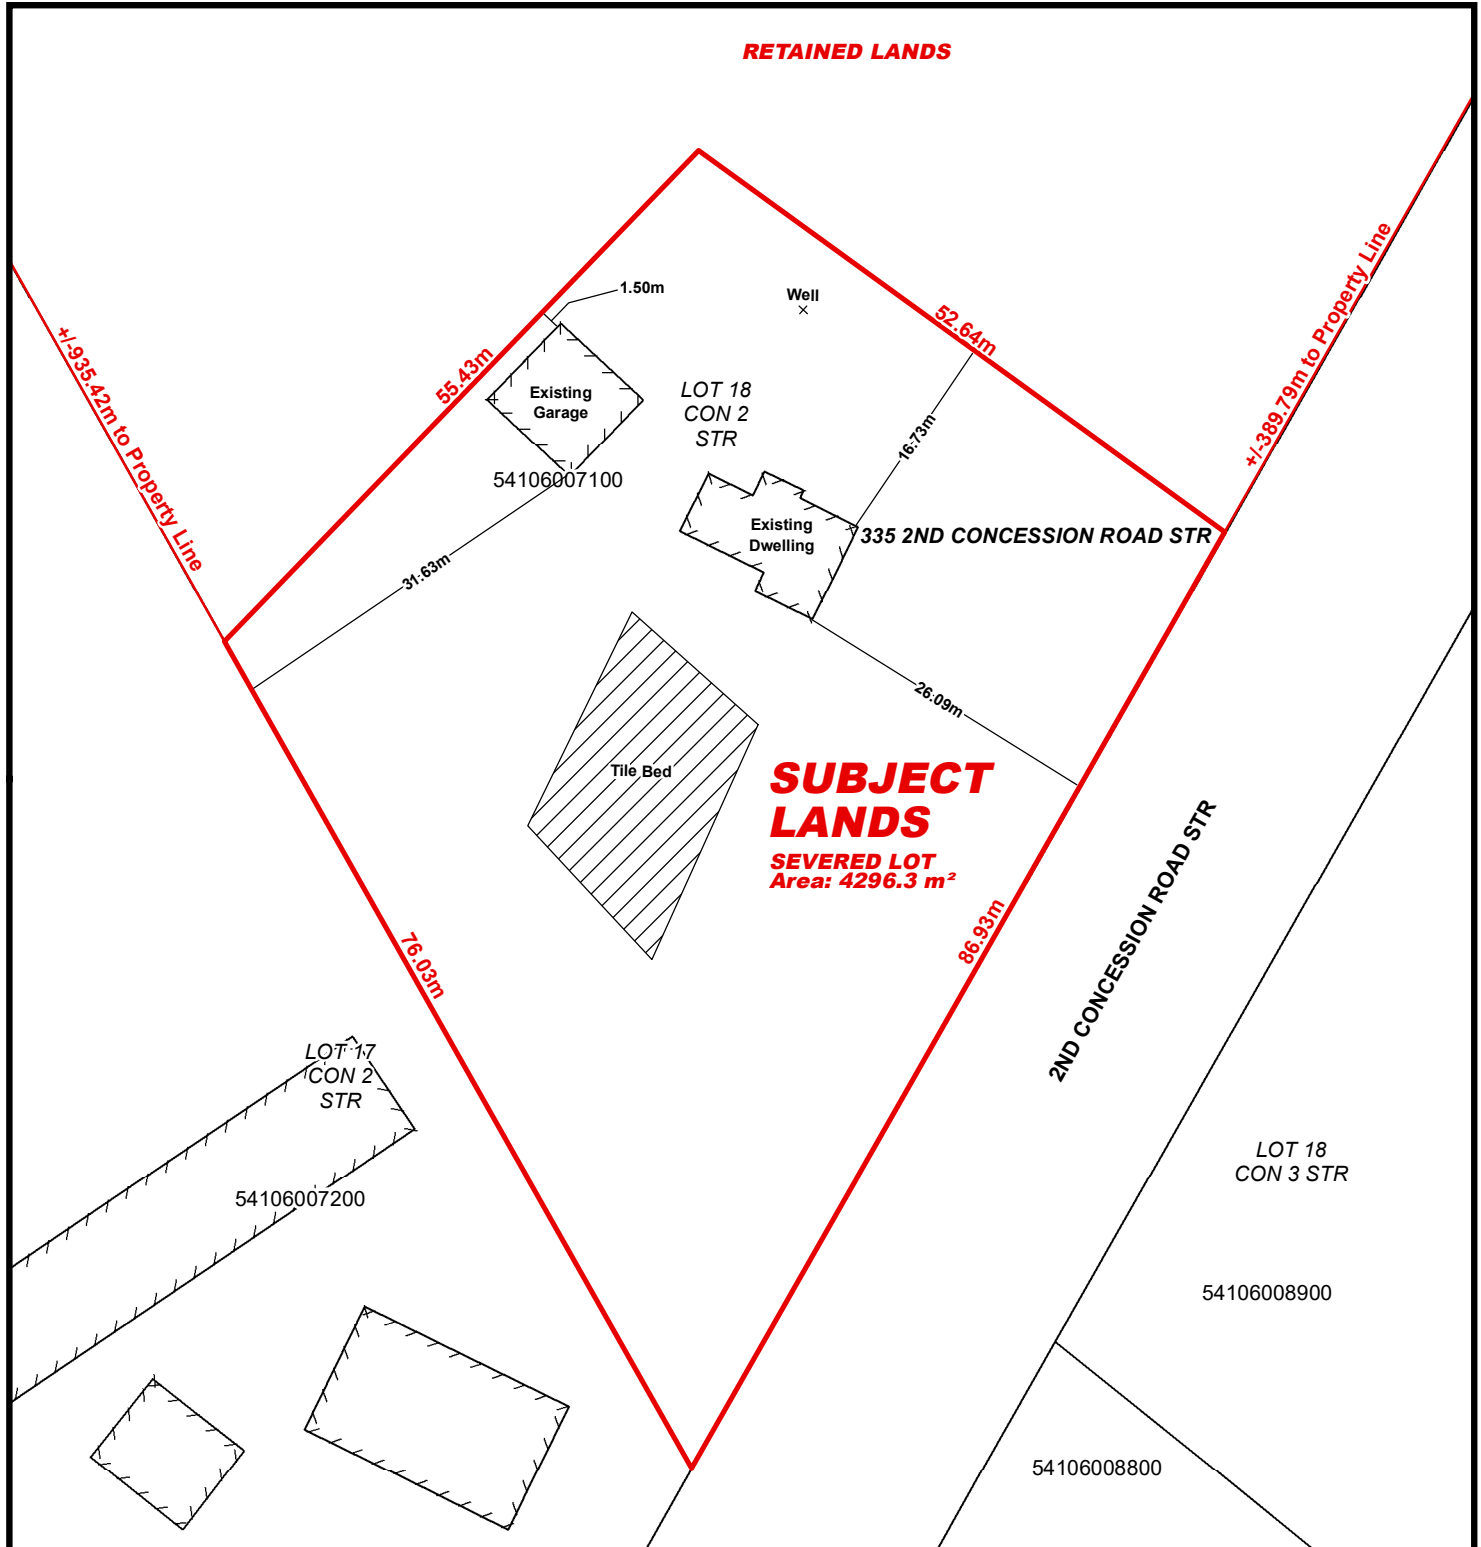 RETAINED LANDS
+/-389.79m to Property Line
1.50m
Well
52.64m
+/-935.42m to Property Line
55.43m
Existing
Garage
LOT 18
CON 2
STR
16.73m
54106007100
Existing
Dwelling
335 2ND CONCESSION ROAD STR
31.63m
26.09m
Tile Bed
SUBJECT
LANDS
SEVERED LOT
Area: 4296.3 m²
76.03m
86.93m
2ND CONCESSION ROAD STR
LOT 17
CON 2
STR
54106007200
LOT 18
CON 3 STR
54106008900
54106008800